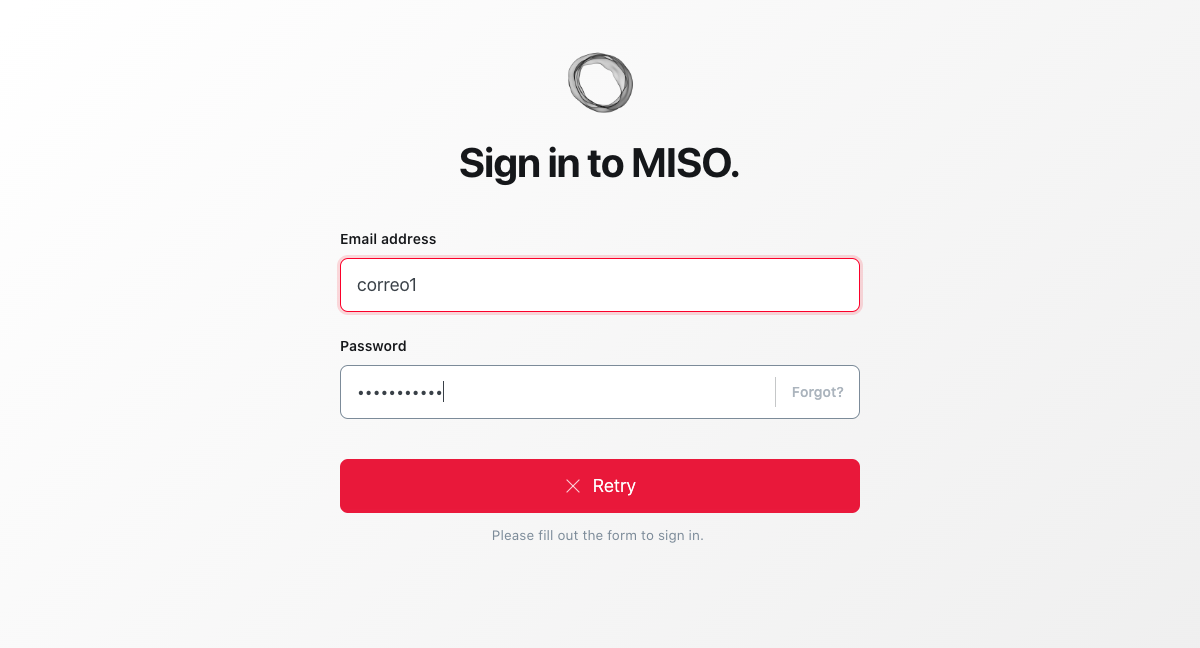 Sign in to MISO.
Email address
correo1
Password
•••••••••••
Forgot?
Retry
Please fill out the form to sign in.